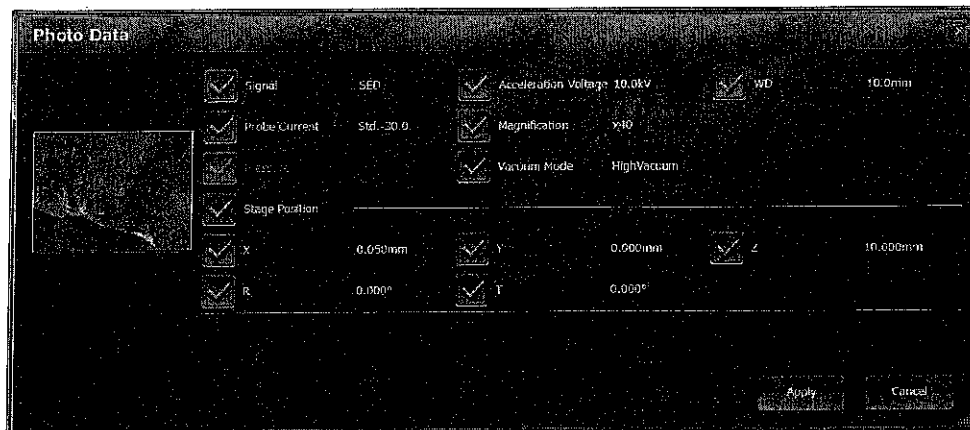 Photo Data
Signal SED Acceleration Voltage 10.0kV WD 10.0mm
Probe Current Std.-30.0 Magnification x40
Vacuum Mode HighVacuum
Stage Position
X 0.050mm Y 0.000mm Z 10.000mm
R 0.000° T 0.000°
Apply Cancel